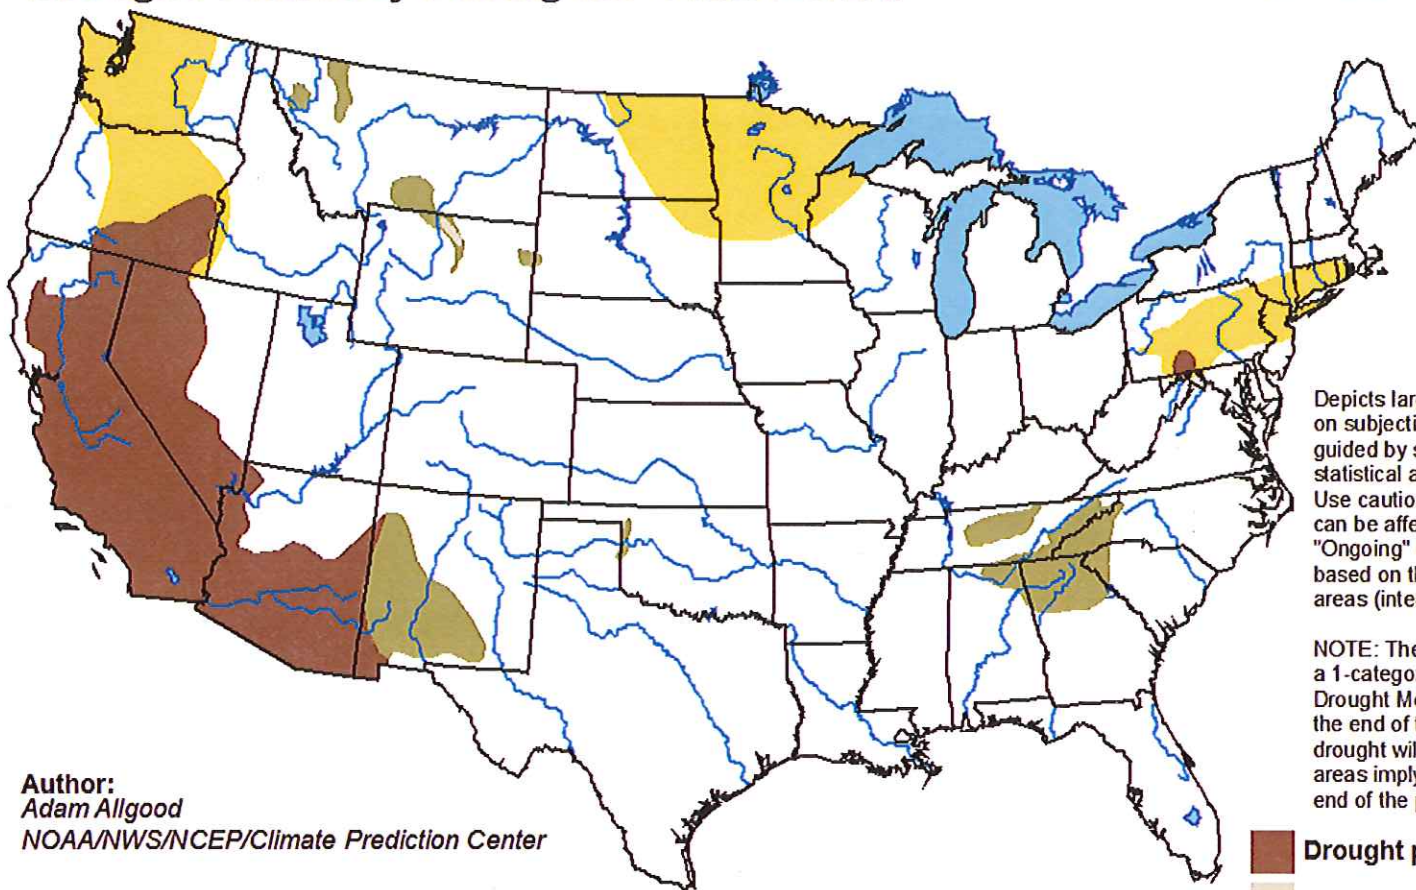 Author:
Adam Allgood
NOAA/NWS/NCEP/Climate Prediction Center
Depicts lar
on subjecti
guided by s
statistical a
Use cautio
can be affe
"Ongoing"
based on th
areas (inte
NOTE: The
a 1-catego
Drought Mo
the end of t
drought wil
areas imply
end of the p
Drought p